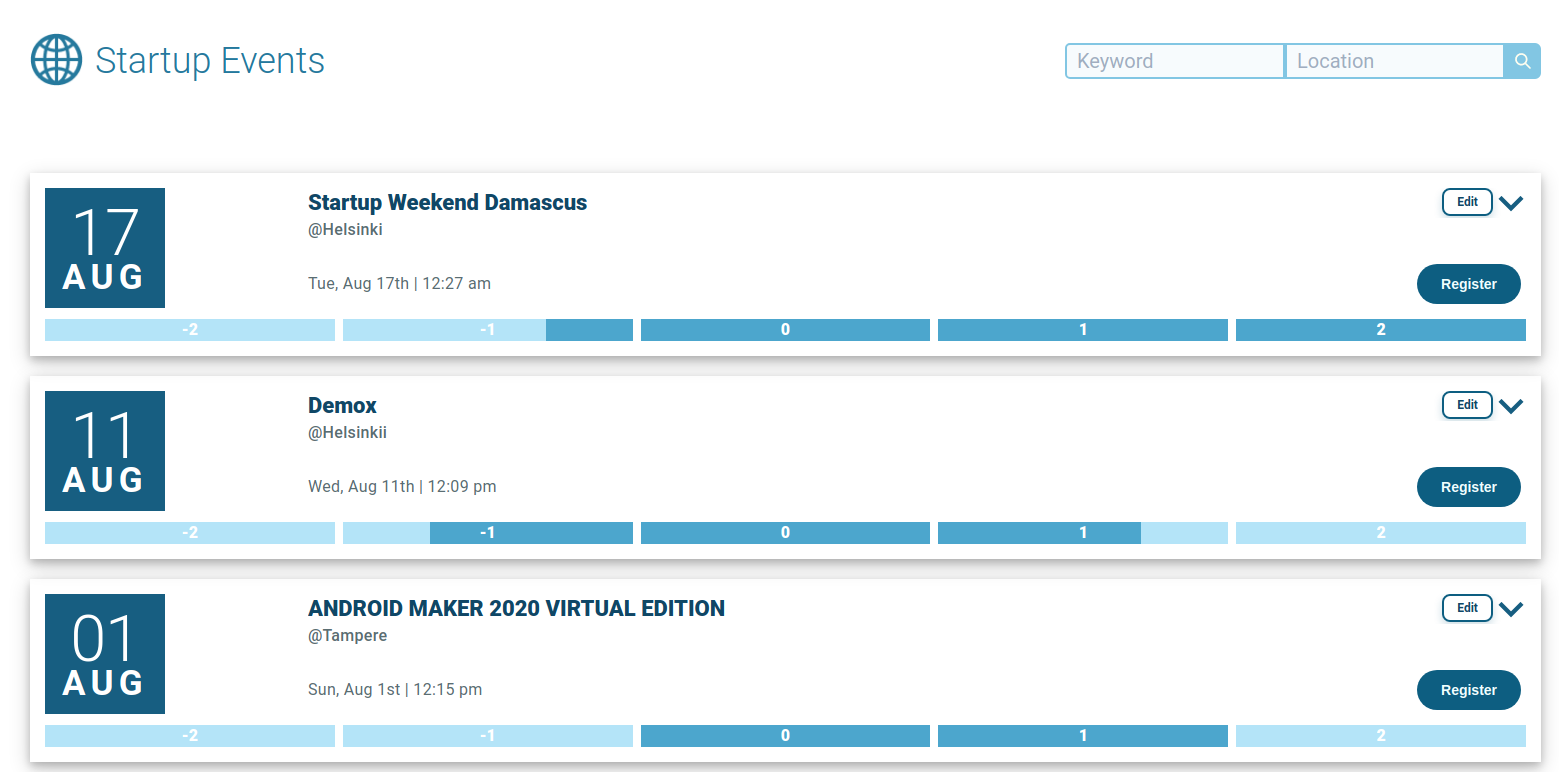 Startup Events
Keyword Location
17
AUG
Startup Weekend Damascus
@Helsinki
Tue, Aug 17th | 12:27 am
Edit
Register
-2 -1 0 1 2
11
AUG
Demox
@Helsinkii
Wed, Aug 11th | 12:09 pm
Edit
Register
-2 -1 0 1 2
01
AUG
ANDROID MAKER 2020 VIRTUAL EDITION
@Tampere
Sun, Aug 1st | 12:15 pm
Edit
Register
-2 -1 0 1 2